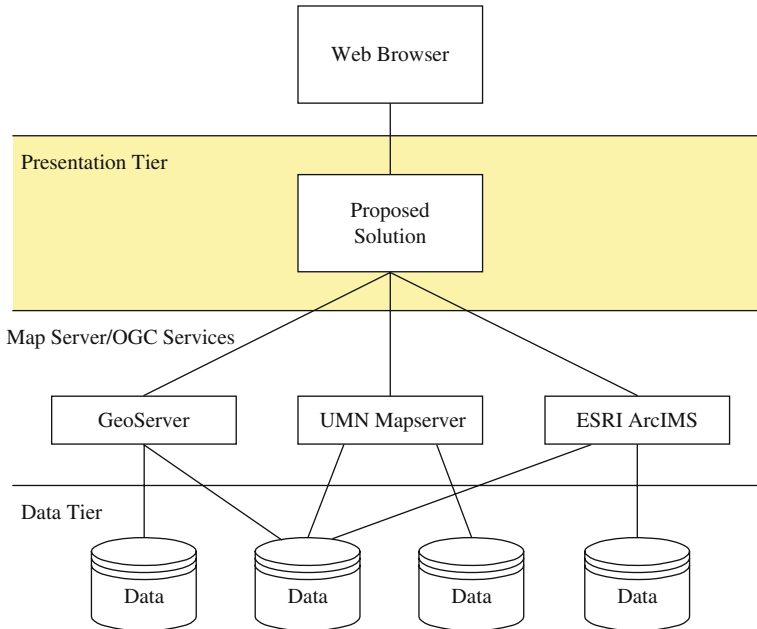 Web Browser
Presentation Tier
Proposed
Solution
Map Server/OGC Services
GeoServer
UMN Mapserver
ESRI ArcIMS
Data Tier
Data
Data
Data
Data